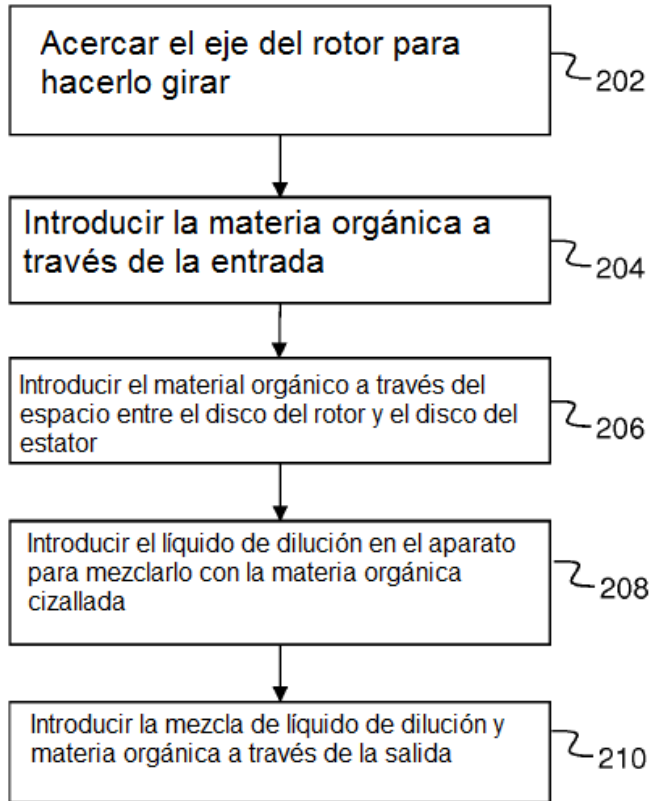 Acercar el eje del rotor para
hacerlo girar
202
Introducir la materia orgánica a
través de la entrada
204
Introducir el material orgánico a través del
espacio entre el disco del rotor y el disco del
estator
206
Introducir el líquido de dilución en el aparato
para mezclarlo con la materia orgánica
cizallada
208
Introducir la mezcla de líquido de dilución y
materia orgánica a través de la salida
210